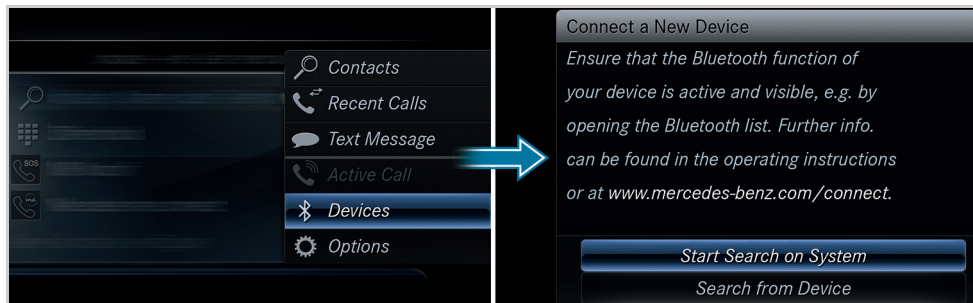 Contacts
Recent Calls
Text Message
Active Call
Devices
Options
SOS
me
Connect a New Device
Ensure that the Bluetooth function of
your device is active and visible, e.g. by
opening the Bluetooth list. Further info.
can be found in the operating instructions
or at www.mercedes-benz.com/connect.
Start Search on System
Search from Device